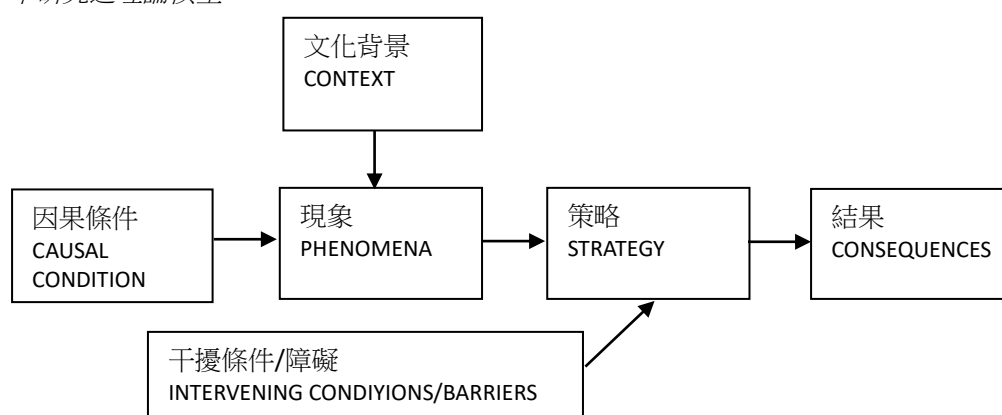 文化背景
CONTEXT
因果條件
CAUSAL
CONDITION
現象
PHENOMENA
策略
STRATEGY
結果
CONSEQUENCES
干擾條件/障礙
INTERVENING CONDIYIONS/BARRIERS